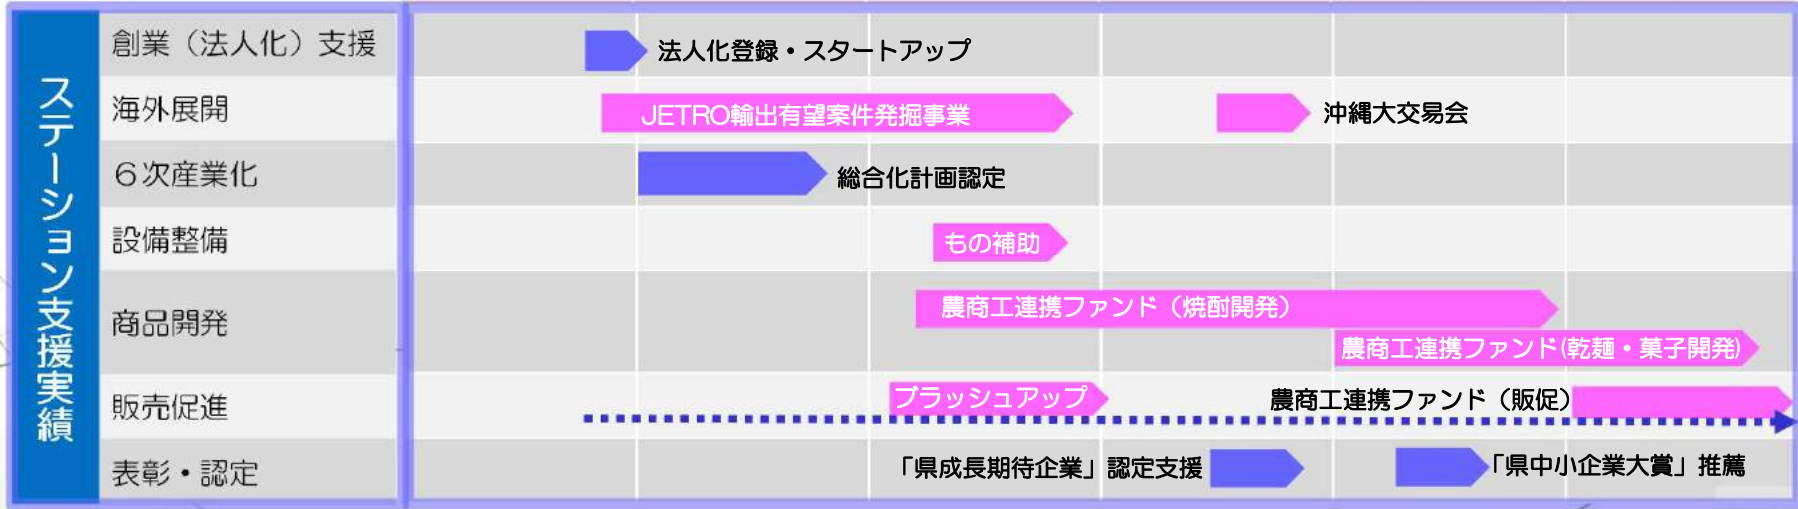 ステーション支援実績
創業（法人化）支援
法人化登録・スタートアップ
海外展開
JETRO輸出有望案件発掘事業
沖縄大交易会
６次産業化
総合化計画認定
設備整備
もの補助
商品開発
農商工連携ファンド（焼酎開発）
農商工連携ファンド(乾麺・菓子開発)
販売促進
ブラッシュアップ
農商工連携ファンド（販促）
表彰・認定
「県成長期待企業」認定支援
「県中小企業大賞」推薦